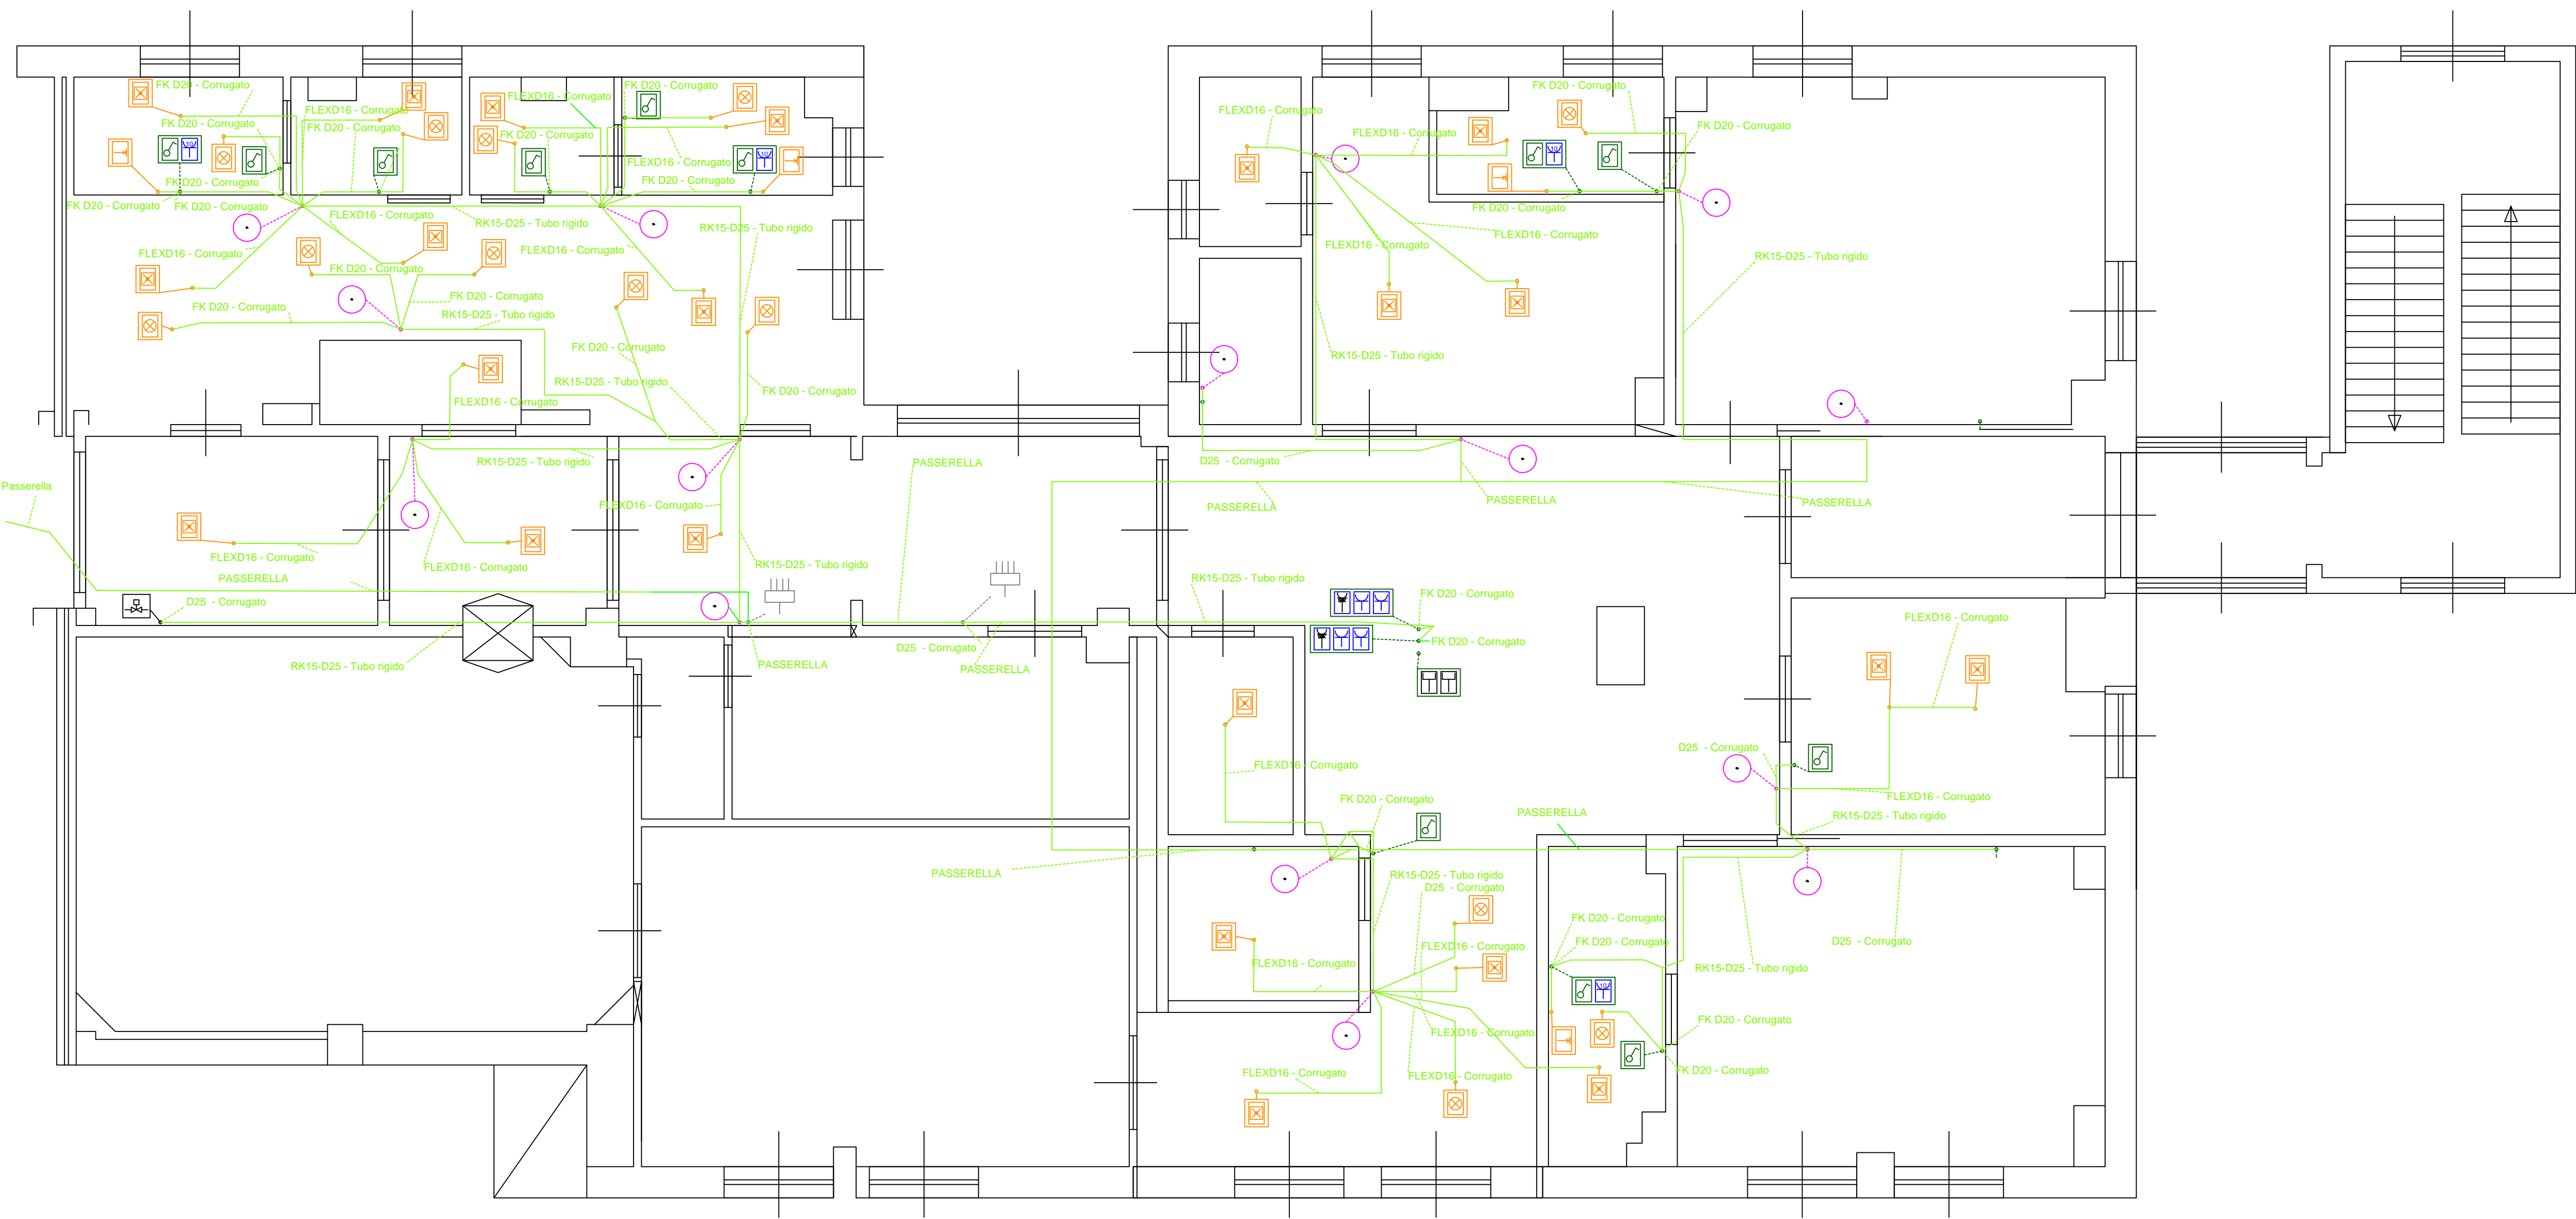 FK D20 - Corrugato
FLEXD16 - Corrugato
FK D20 - Corrugato
FK D20 - Corrugato
FLEXD16 - Corrugato
FK D20 - Corrugato
FK D20 - Corrugato
FLEXD16 - Corrugato
FK D20 - Corrugato
10
10
10
FLEXD16 - Corrugato
FK D20 - Corrugato
FK D20 - Corrugato
FK D20 - Corrugato
FK D20 - Corrugato
FK D20 - Corrugato
FLEXD16 - Corrugato
FLEXD16 - Corrugato
FK D20 - Corrugato
FK D20 - Corrugato
FK D20 - Corrugato
FLEXD16 - Corrugato
RK15-D25 - Tubo rigido
RK15-D25 - Tubo rigido
FLEXD16 - Corrugato
FLEXD16 - Corrugato
FLEXD16 - Corrugato
FLEXD16 - Corrugato
FK D20 - Corrugato
RK15-D25 - Tubo rigido
FK D20 - Corrugato
FK D20 - Corrugato
RK15-D25 - Tubo rigido
FK D20 - Corrugato
RK15-D25 - Tubo rigido
RK15-D25 - Tubo rigido
FK D20 - Corrugato
FLEXD16 - Corrugato
RK15-D25 - Tubo rigido
PASSERELLA
D25 - Corrugato
Passerella
FLEXD16 - Corrugato
PASSERELLA
PASSERELLA
PASSERELLA
FLEXD16 - Corrugato
FLEXD16 - Corrugato
RK15-D25 - Tubo rigido
PASSERELLA
RK15-D25 - Tubo rigido
D25 - Corrugato
FK D20 - Corrugato
FLEXD16 - Corrugato
RK15-D25 - Tubo rigido
PASSERELLA
D25 - Corrugato
PASSERELLA
FK D20 - Corrugato
D25 - Corrugato
FLEXD16 - Corrugato
FK D20 - Corrugato
FLEXD16 - Corrugato
PASSERELLA
RK15-D25 - Tubo rigido
PASSERELLA
RK15-D25 - Tubo rigido
D25 - Corrugato
FK D20 - Corrugato
FLEXD16 - Corrugato
FK D20 - Corrugato
D25 - Corrugato
FLEXD16 - Corrugato
RK15-D25 - Tubo rigido
10
FLEXD16 - Corrugato
FK D20 - Corrugato
FLEXD16 - Corrugato
FLEXD16 - Corrugato
FK D20 - Corrugato